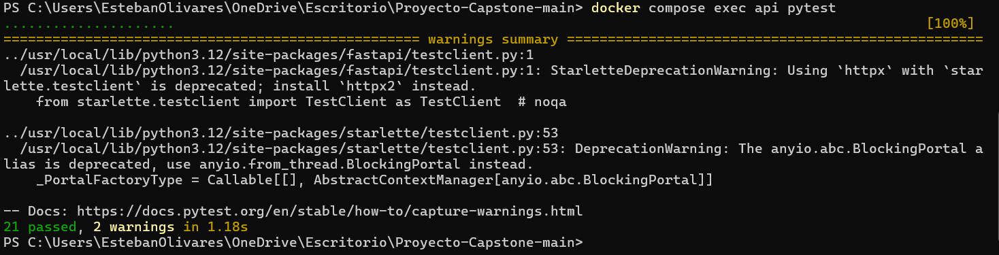 PS C:\Users\EstebanOlivares\OneDrive\Escritorio\Proyecto-Capstone-main> docker compose exec api pytest
..................... [100%]
===================================================== warnings summary =====================================================
../usr/local/lib/python3.12/site-packages/fastapi/testclient.py:1
  /usr/local/lib/python3.12/site-packages/fastapi/testclient.py:1: StarletteDeprecationWarning: Using `httpx` with `star
lette.testclient` is deprecated; install `httpx2` instead.
    from starlette.testclient import TestClient as TestClient  # noqa

../usr/local/lib/python3.12/site-packages/starlette/testclient.py:53
  /usr/local/lib/python3.12/site-packages/starlette/testclient.py:53: DeprecationWarning: The anyio.abc.BlockingPortal a
lias is deprecated, use anyio.from_thread.BlockingPortal instead.
    _PortalFactoryType = Callable[[], AbstractContextManager[anyio.abc.BlockingPortal]]

-- Docs: https://docs.pytest.org/en/stable/how-to/capture-warnings.html
21 passed, 2 warnings in 1.18s
PS C:\Users\EstebanOlivares\OneDrive\Escritorio\Proyecto-Capstone-main>